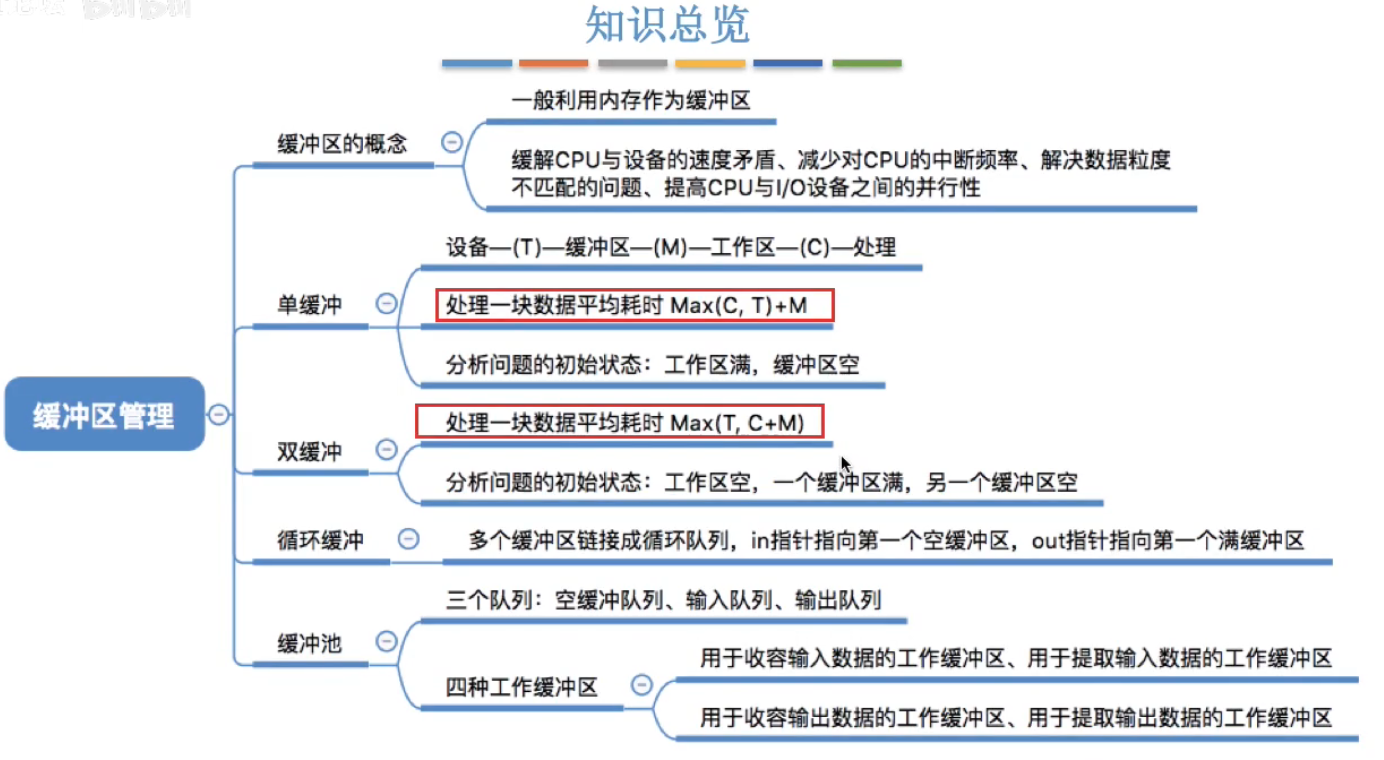 知识总览
缓冲区管理
缓冲区的概念
一般利用内存作为缓冲区
缓解CPU与设备的速度矛盾、减少对CPU的中断频率、解决数据粒度
不匹配的问题、提高CPU与I/O设备之间的并行性
单缓冲
设备—(T)—缓冲区—(M)—工作区—(C)—处理
处理一块数据平均耗时 Max(C, T)+M
分析问题的初始状态：工作区满，缓冲区空
双缓冲
处理一块数据平均耗时 Max(T, C+M)
分析问题的初始状态：工作区空，一个缓冲区满，另一个缓冲区空
循环缓冲
多个缓冲区链接成循环队列，in指针指向第一个空缓冲区，out指针指向第一个满缓冲区
缓冲池
三个队列：空缓冲队列、输入队列、输出队列
四种工作缓冲区
用于收容输入数据的工作缓冲区、用于提取输入数据的工作缓冲区
用于收容输出数据的工作缓冲区、用于提取输出数据的工作缓冲区